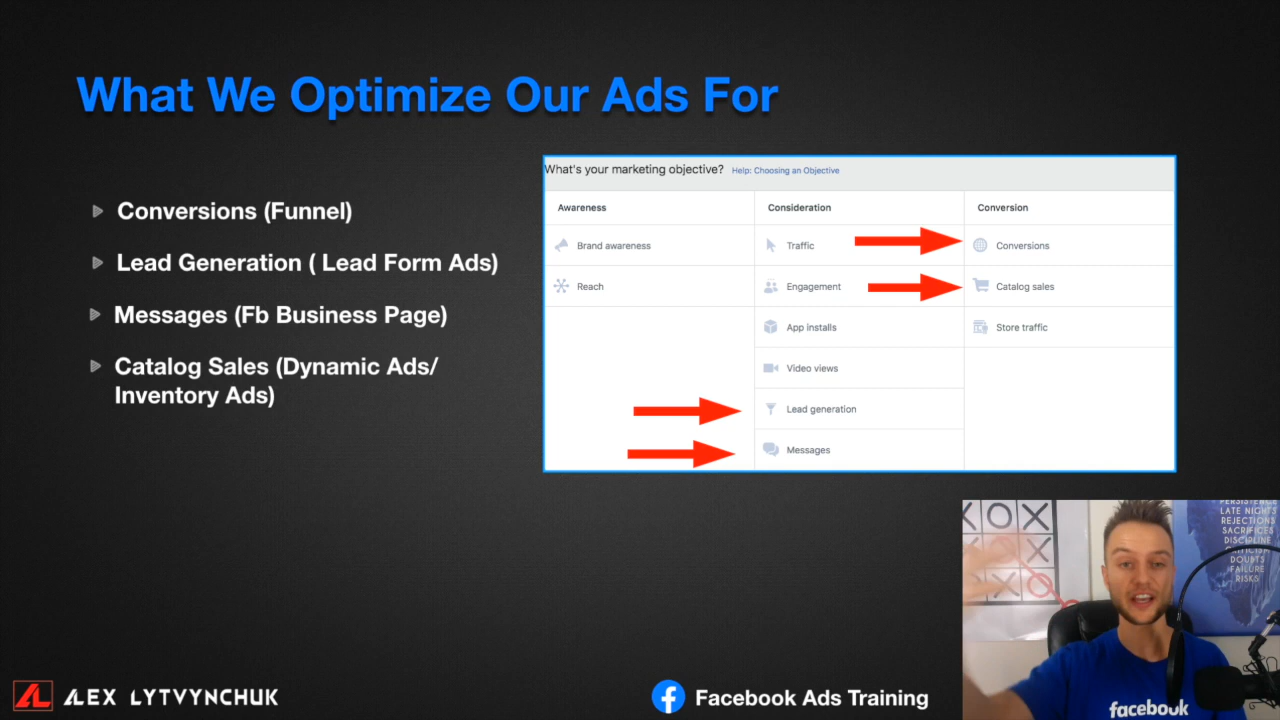 What We Optimize Our Ads For
Conversions (Funnel)
Lead Generation ( Lead Form Ads)
Messages (Fb Business Page)
Catalog Sales (Dynamic Ads/
Inventory Ads)
What's your marketing objective? Help: Choosing an Objective
Awareness
Brand awareness
Reach
Consideration
Traffic
Engagement
App installs
Video views
Lead generation
Messages
Conversion
Conversions
Catalog sales
Store traffic
PERSISTENCE
LATE NIGHTS
REJECTIONS
SACRIFICES
DISCIPLINE
CRITICISM
DOUBTS
FAILURE
RISKS
facebook
ALEX LYTVYNCHUK
Facebook Ads Training